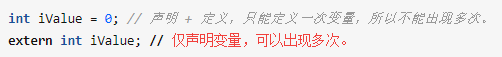 int iValue = 0; // 声明 + 定义，只能定义一次变量，所以不能出现多次。
extern int iValue; // 仅声明变量，可以出现多次。